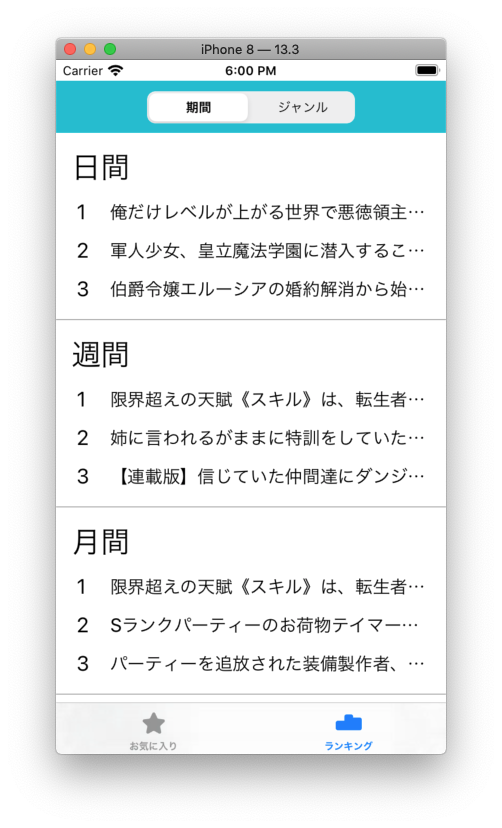 iPhone 8 — 13.3
Carrier 6:00 PM
期間 ジャンル
日間
1 俺だけレベルが上がる世界で悪徳領主…
2 軍人少女、皇立魔法学園に潜入するこ…
3 伯爵令嬢エルーシアの婚約解消から始…
週間
1 限界超えの天賦《スキル》は、転生者…
2 姉に言われるがままに特訓をしていた…
3 【連載版】信じていた仲間達にダンジ…
月間
1 限界超えの天賦《スキル》は、転生者…
2 Sランクパーティーのお荷物テイマー…
3 パーティーを追放された装備製作者、…
お気に入り ランキング